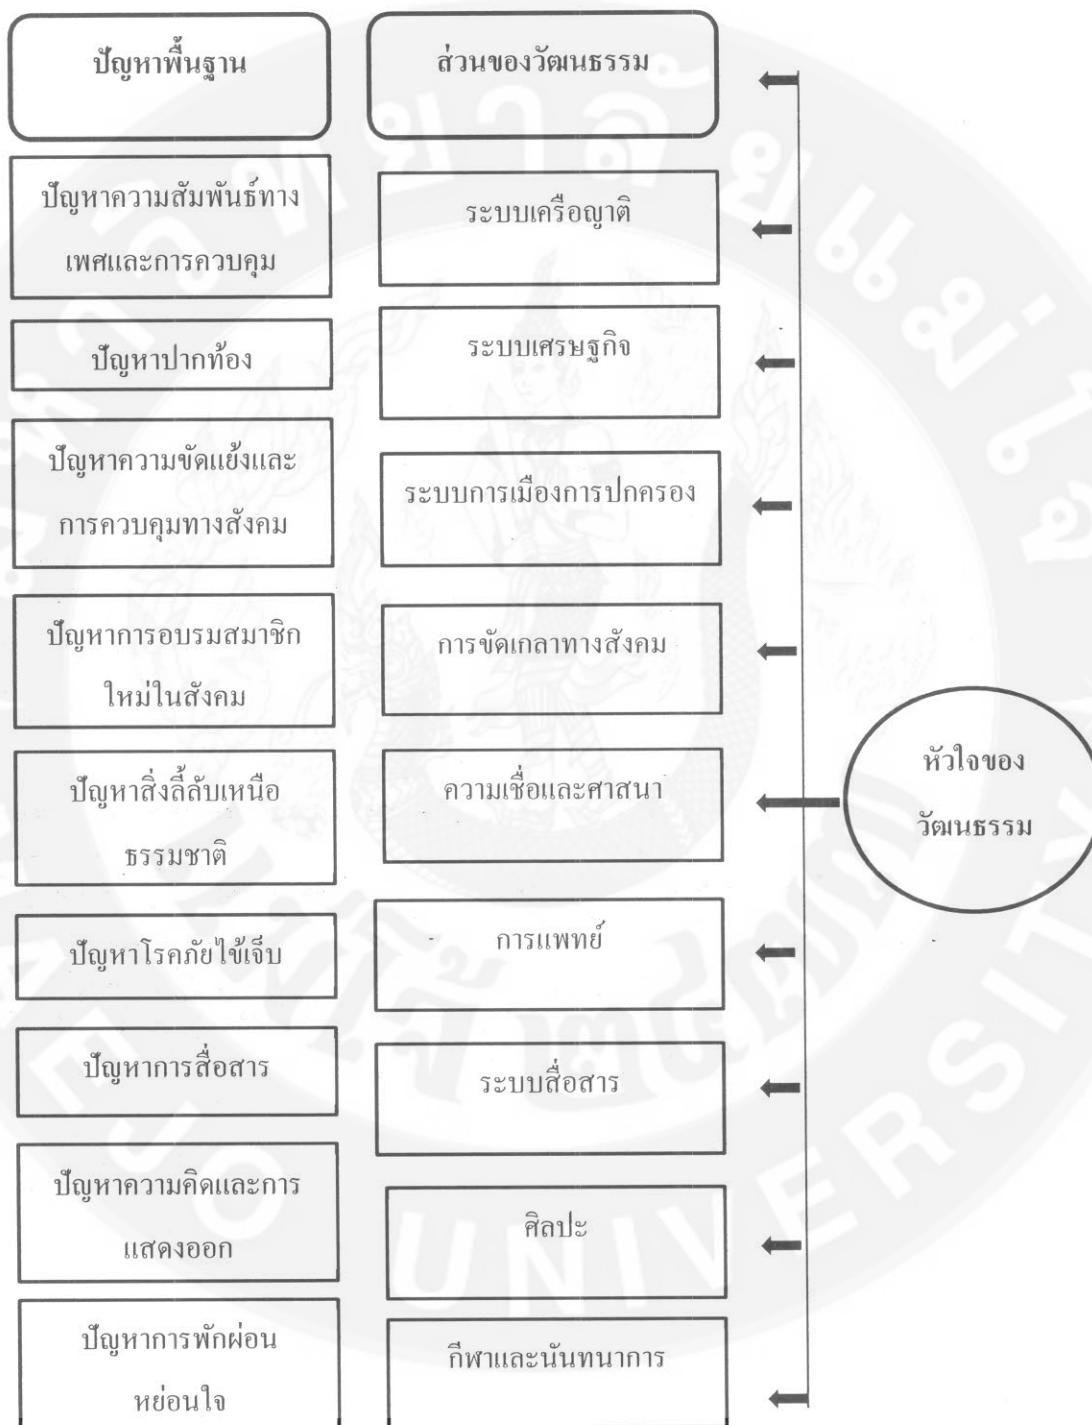 ปัญหาพื้นฐาน
ส่วนของวัฒนธรรม
ปัญหาความสัมพันธ์ทาง
เพศและการควบคุม
ระบบเครือญาติ
ปัญหาปากท้อง
ระบบเศรษฐกิจ
ปัญหาความขัดแย้งและ
การควบคุมทางสังคม
ระบบการเมืองการปกครอง
ปัญหาการอบรมสมาชิก
ใหม่ในสังคม
การขัดเกลาทางสังคม
ปัญหาสิ่งลี้ลับเหนือ
ธรรมชาติ
ความเชื่อและศาสนา
หัวใจของ
วัฒนธรรม
ปัญหาโรคภัยไข้เจ็บ
การแพทย์
ปัญหาการสื่อสาร
ระบบสื่อสาร
ปัญหาความคิดและการ
แสดงออก
ศิลปะ
ปัญหาการพักผ่อน
หย่อนใจ
กีฬาและนันทนาการ